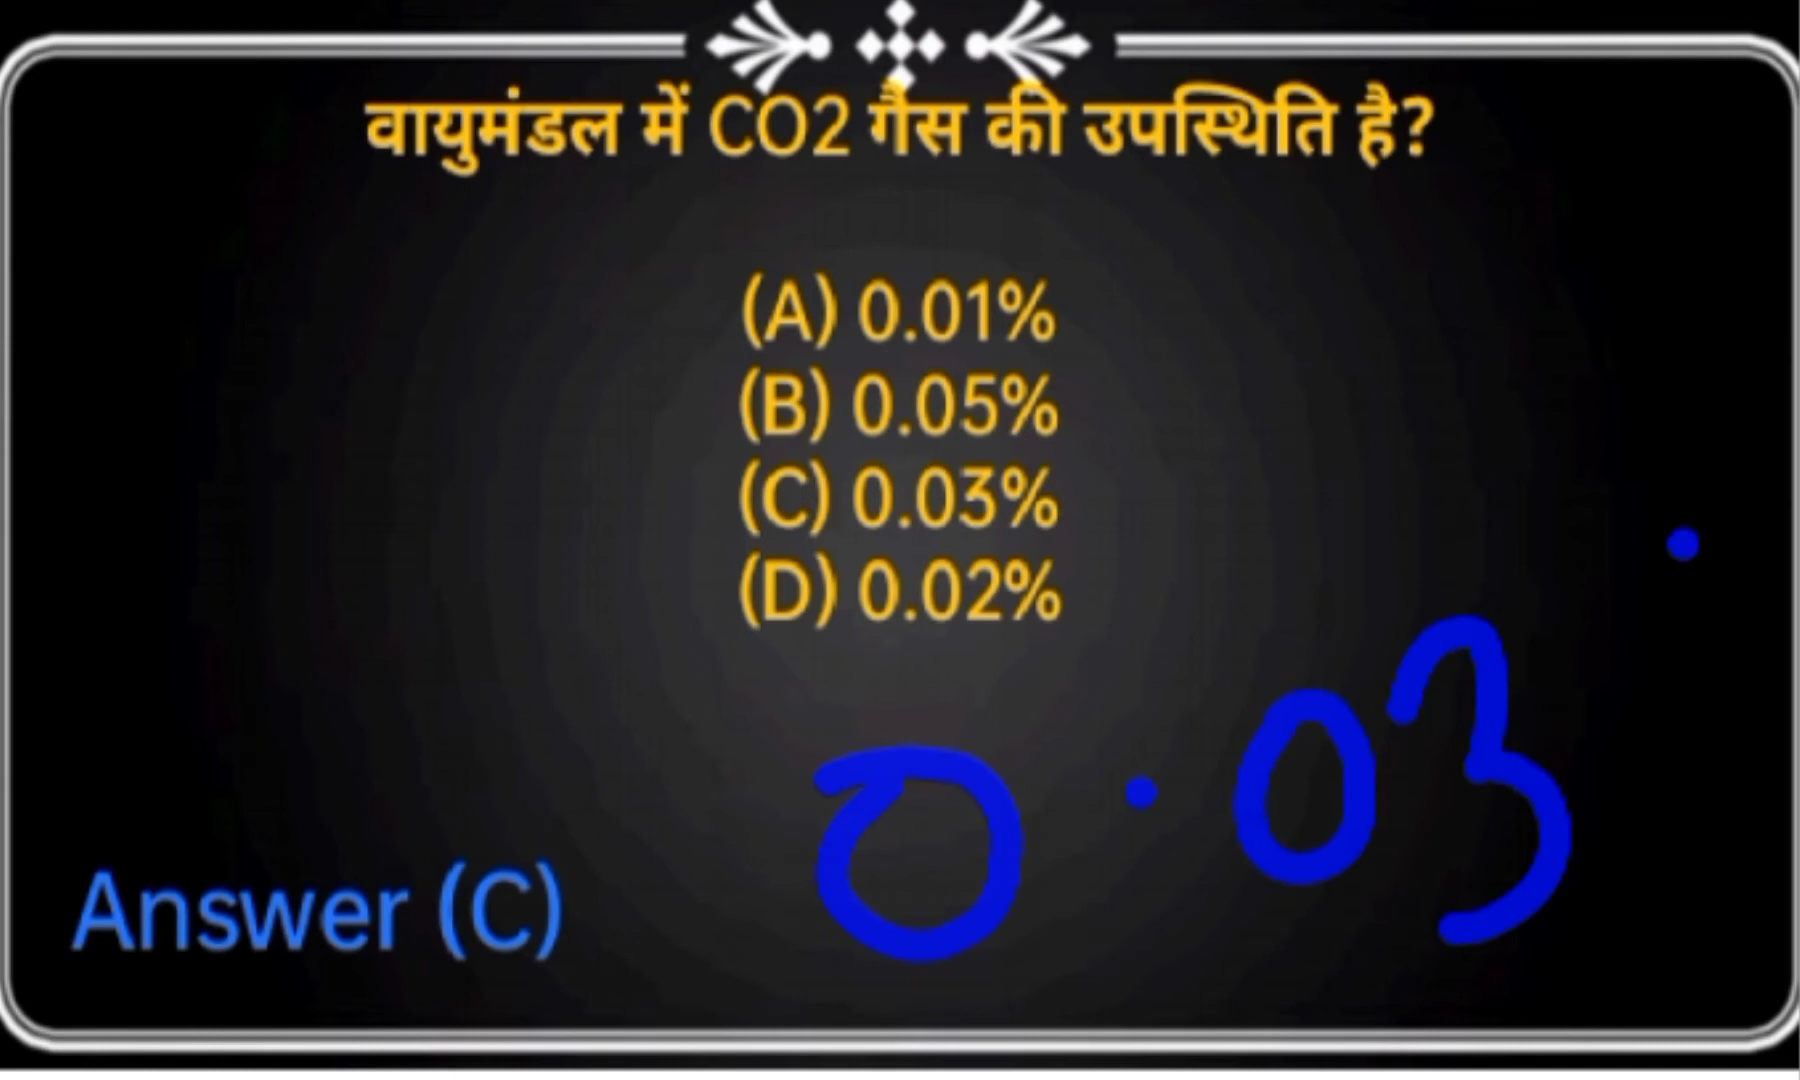 वायुमंडल में CO2 गैस की उपस्थिति है?
(A) 0.01%
(B) 0.05%
(C) 0.03%
(D) 0.02%
0.03
Answer (C)